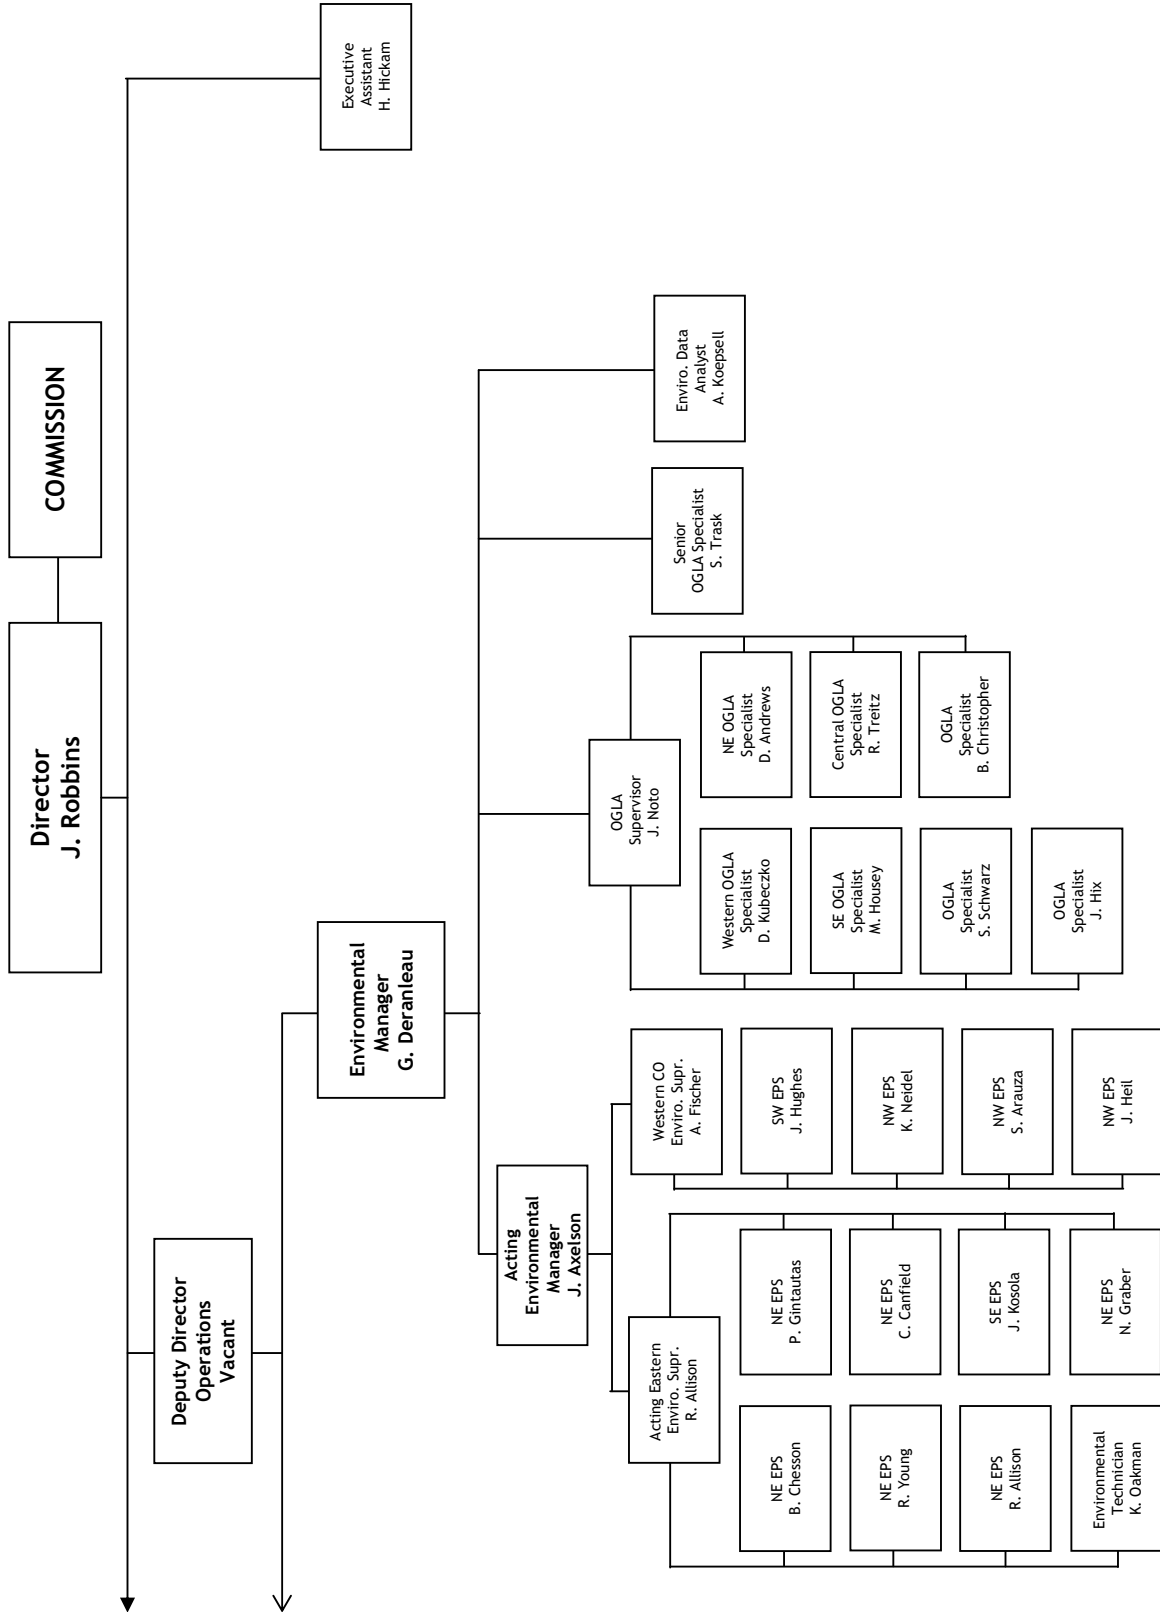 COMMISSION
Director
J. Robbins
Executive
Assistant
H. Hickam
Deputy Director
Operations
Vacant
Environmental
Manager
G. Deranleau
Acting
Environmental
Manager
J. Axelson
OGLA
Supervisor
J. Noto
Senior
OGLA Specialist
S. Trask
Enviro. Data
Analyst
A. Koepsell
Acting Eastern
Enviro. Supr.
R. Allison
Western CO
Enviro. Supr.
A. Fischer
NE EPS
B. Chesson
NE EPS
P. Gintautas
SW EPS
J. Hughes
Western OGLA
Specialist
D. Kubeczko
NE OGLA
Specialist
D. Andrews
NE EPS
R. Young
NE EPS
C. Canfield
NW EPS
K. Neidel
SE OGLA
Specialist
M. Housey
Central OGLA
Specialist
R. Treitz
NE EPS
R. Allison
SE EPS
J. Kosola
NW EPS
S. Arauza
OGLA
Specialist
S. Schwarz
OGLA
Specialist
B. Christopher
Environmental
Technician
K. Oakman
NE EPS
N. Graber
NW EPS
J. Heil
OGLA
Specialist
J. Hix